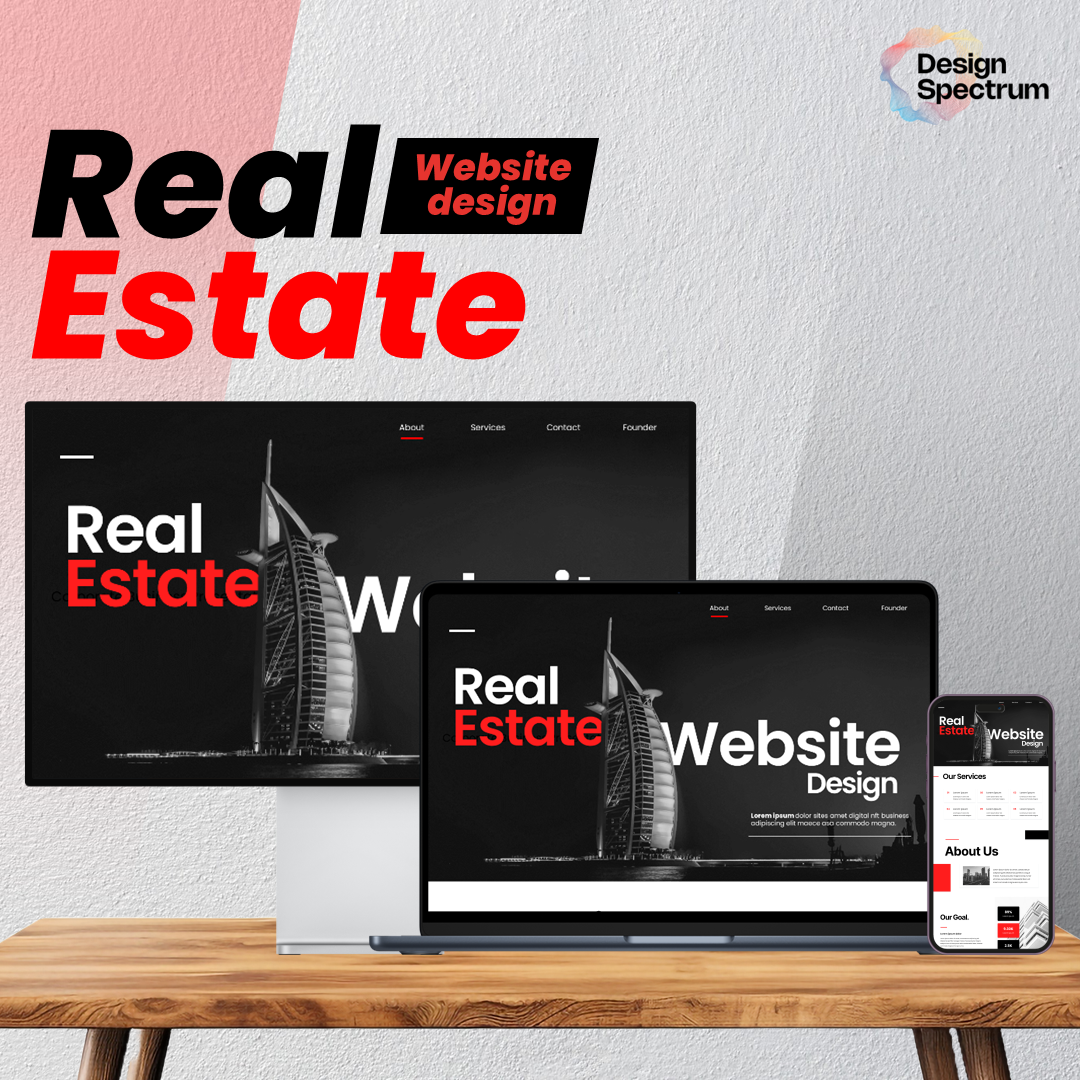 Design
Spectrum
Real
Website
design
Estate
About Services Contact Founder
Real
Estate
About Services Contact Founder
Real
Estate
Website
Design
Lorem ipsum dolor sites amet digital nft business
adipiscing elit maece asa commodo magna.
Real
Estate
Website
Design
Our Services
About Us
Our Goal.